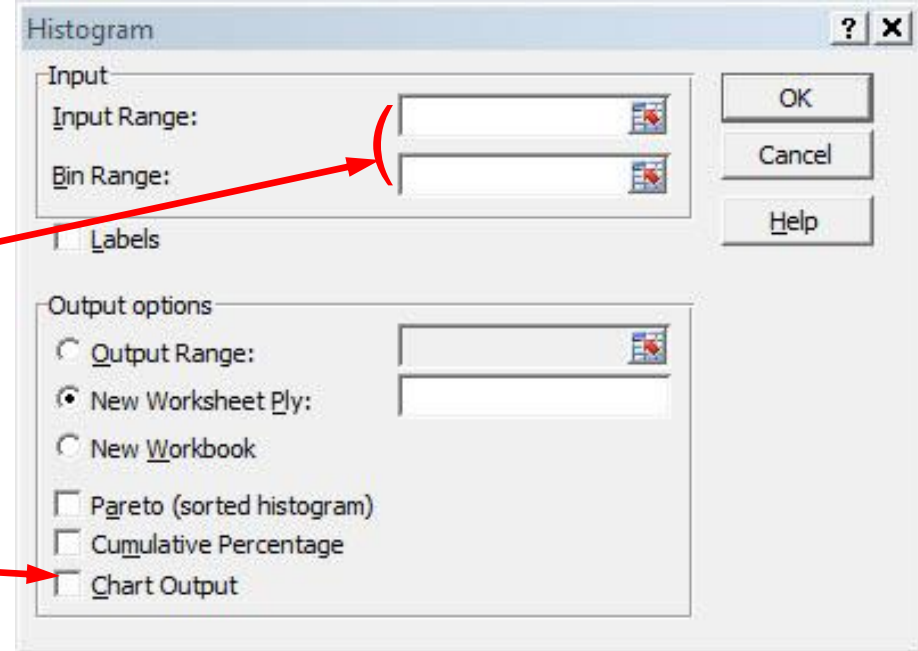 Histogram
Input
Input Range:
Bin Range:
Labels
OK
Cancel
Help
Output options
Output Range:
New Worksheet Ply:
New Workbook
Pareto (sorted histogram)
Cumulative Percentage
Chart Output